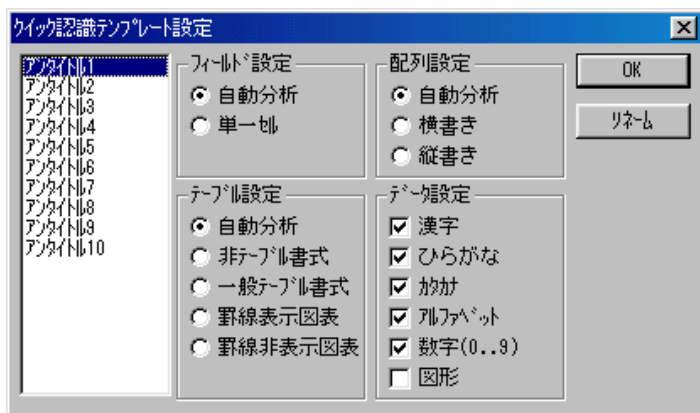 クイック認識テンプレート設定
アンタイトル1
アンタイトル2
アンタイトル3
アンタイトル4
アンタイトル5
アンタイトル6
アンタイトル7
アンタイトル8
アンタイトル9
アンタイトル10
フィールド設定
自動分析
単一セル
配列設定
自動分析
横書き
縦書き
OK
リネーム
テーブル設定
自動分析
非テーブル書式
一般テーブル書式
罫線表示図表
罫線非表示図表
データ設定
漢字
ひらがな
カタカナ
アルファベット
数字(0..9)
図形